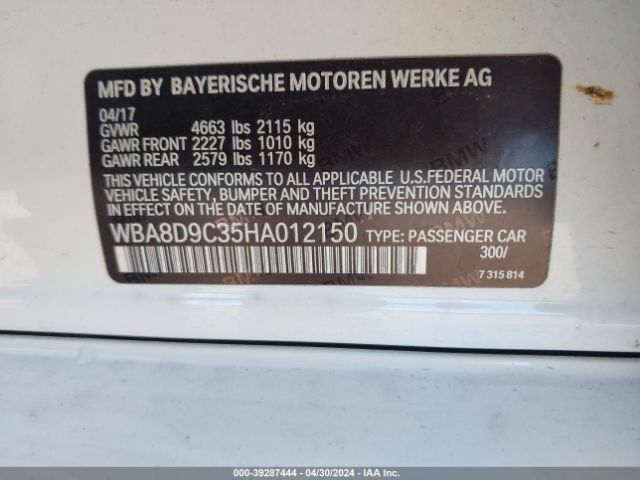 MFD BY BAYERISCHE MOTOREN WERKE AG
04/17
GVWR 4663 lbs 2115 kg
GAWR FRONT 2227 lbs 1010 kg
GAWR REAR 2579 lbs 1170 kg
THIS VEHICLE CONFORMS TO ALL APPLICABLE U.S.FEDERAL MOTOR
VEHICLE SAFETY, BUMPER AND THEFT PREVENTION STANDARDS
IN EFFECT ON THE DATE OF MANUFACTURE SHOWN ABOVE.
WBA8D9C35HA012150 TYPE: PASSENGER CAR
300/
7 315 814
000-39287444 / 04/30/2024 / IAAI.COM